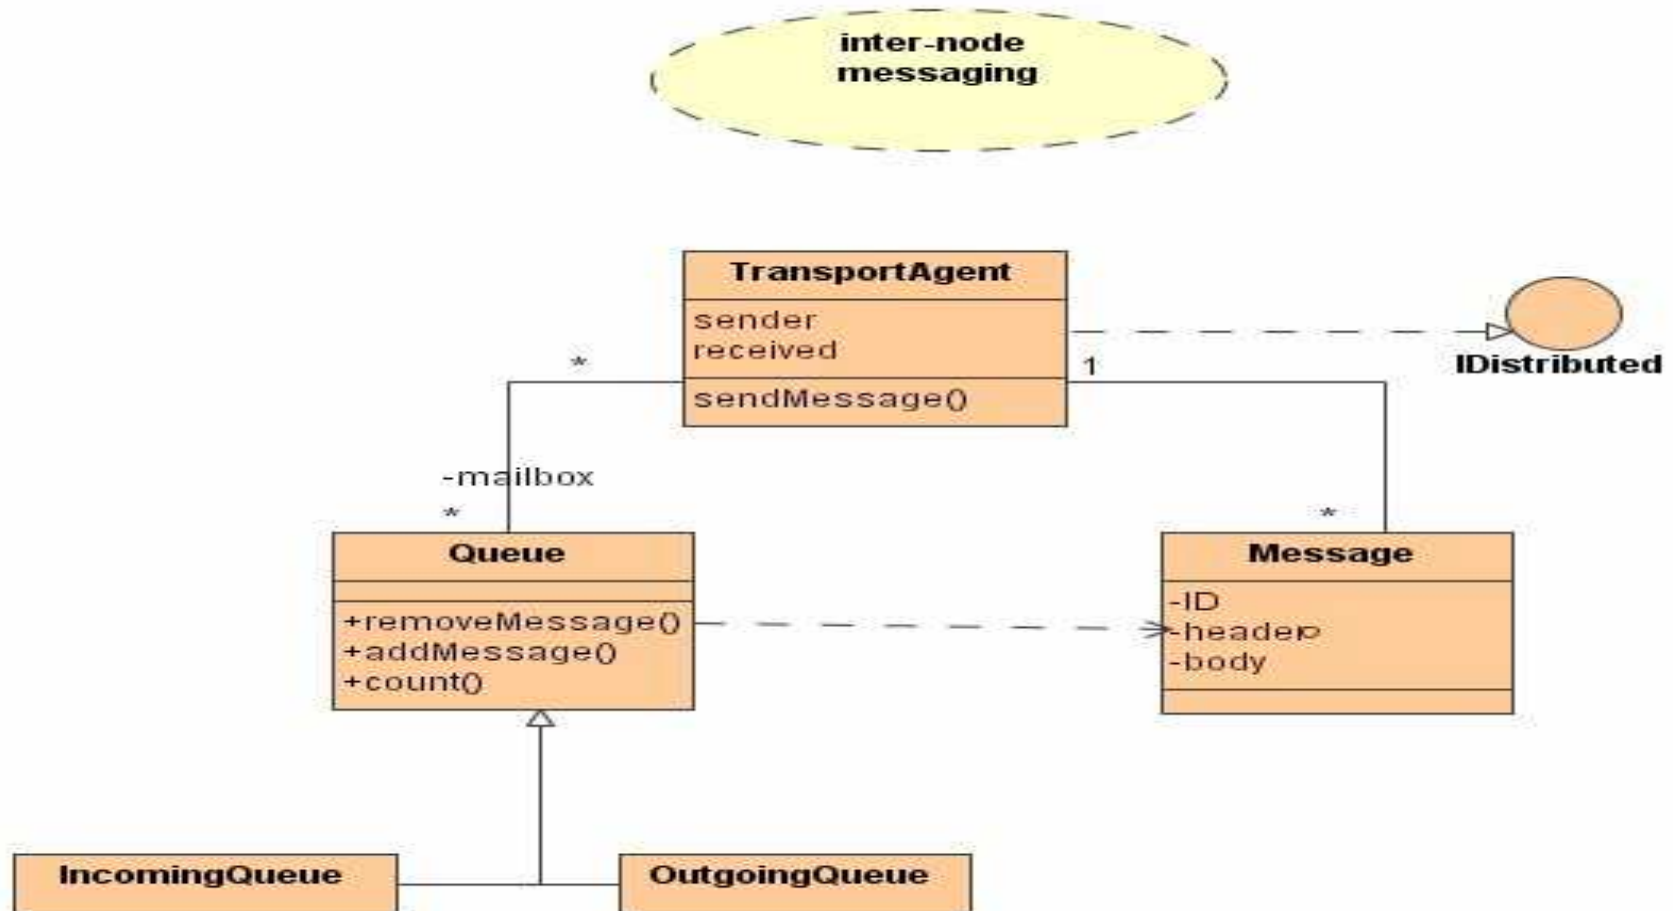 inter-node
messaging
TransportAgent
sender
received
sendMessage()
IDistributed
*
1
-mailbox
*
*
Queue
+removeMessage()
+addMessage()
+count()
Message
-ID
-header
-body
IncomingQueue
OutgoingQueue